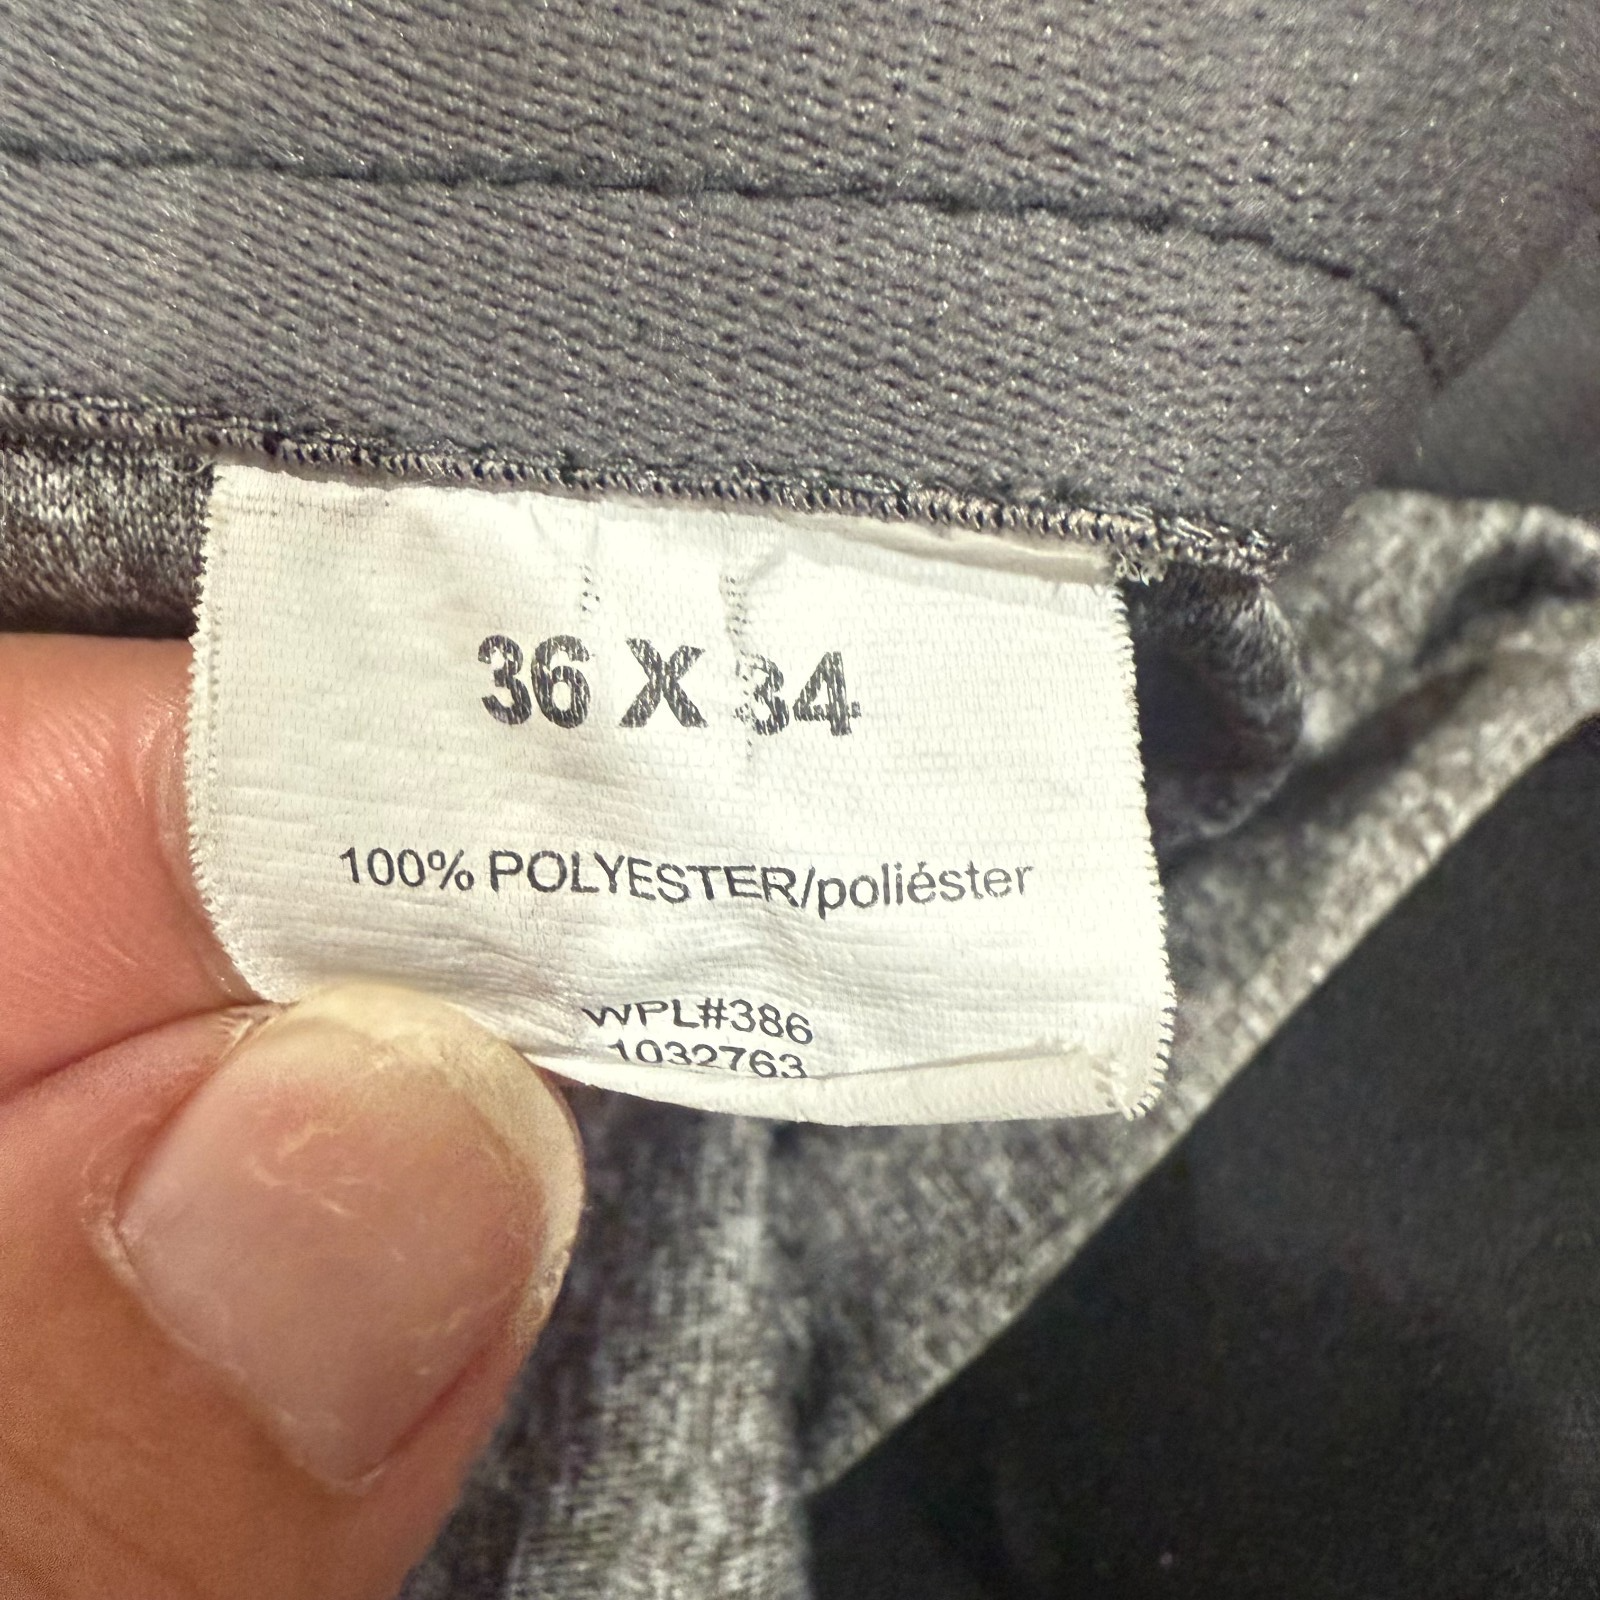 36 X 34
100% POLYESTER/poliéster
WPL#386
1032763